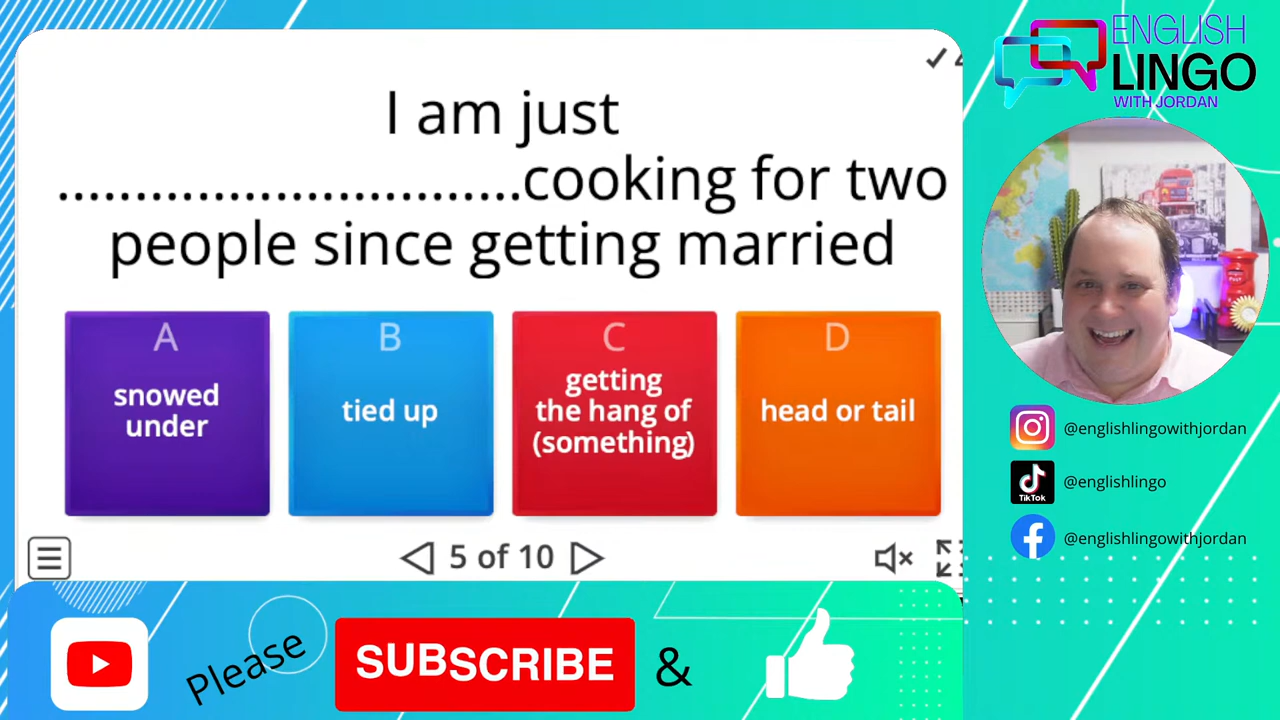 I am just
..............................cooking for two
people since getting married
A
snowed
under
B
tied up
C
getting
the hang of
(something)
D
head or tail
5 of 10
ENGLISH
LINGO
WITH JORDAN
@englishlingowithjordan
TikTok
@englishlingo
@englishlingowithjordan
Please
SUBSCRIBE
&